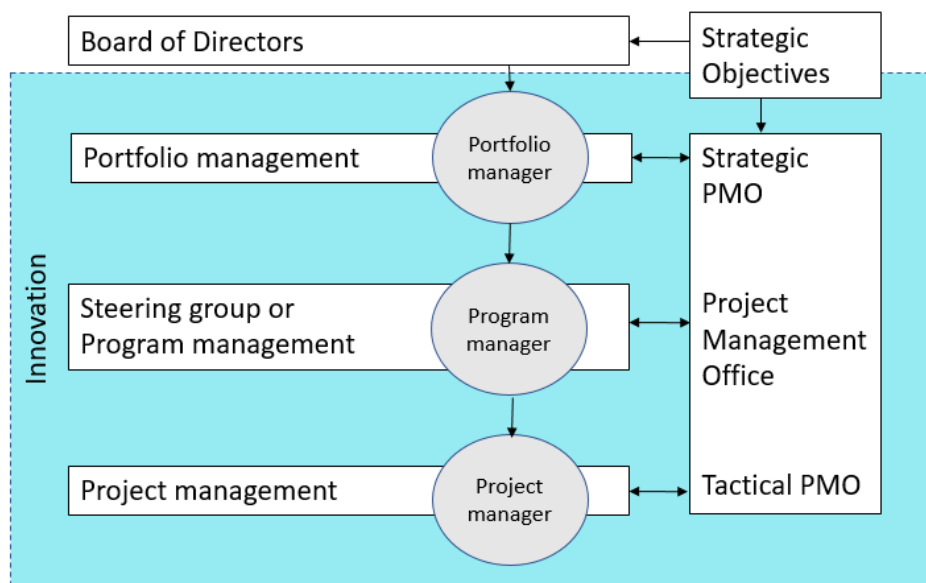 Board of Directors
Strategic
Objectives
Portfolio management
Portfolio
manager
Strategic
PMO
Innovation
Steering group or
Program management
Program
manager
Project
Management
Office
Project management
Project
manager
Tactical PMO